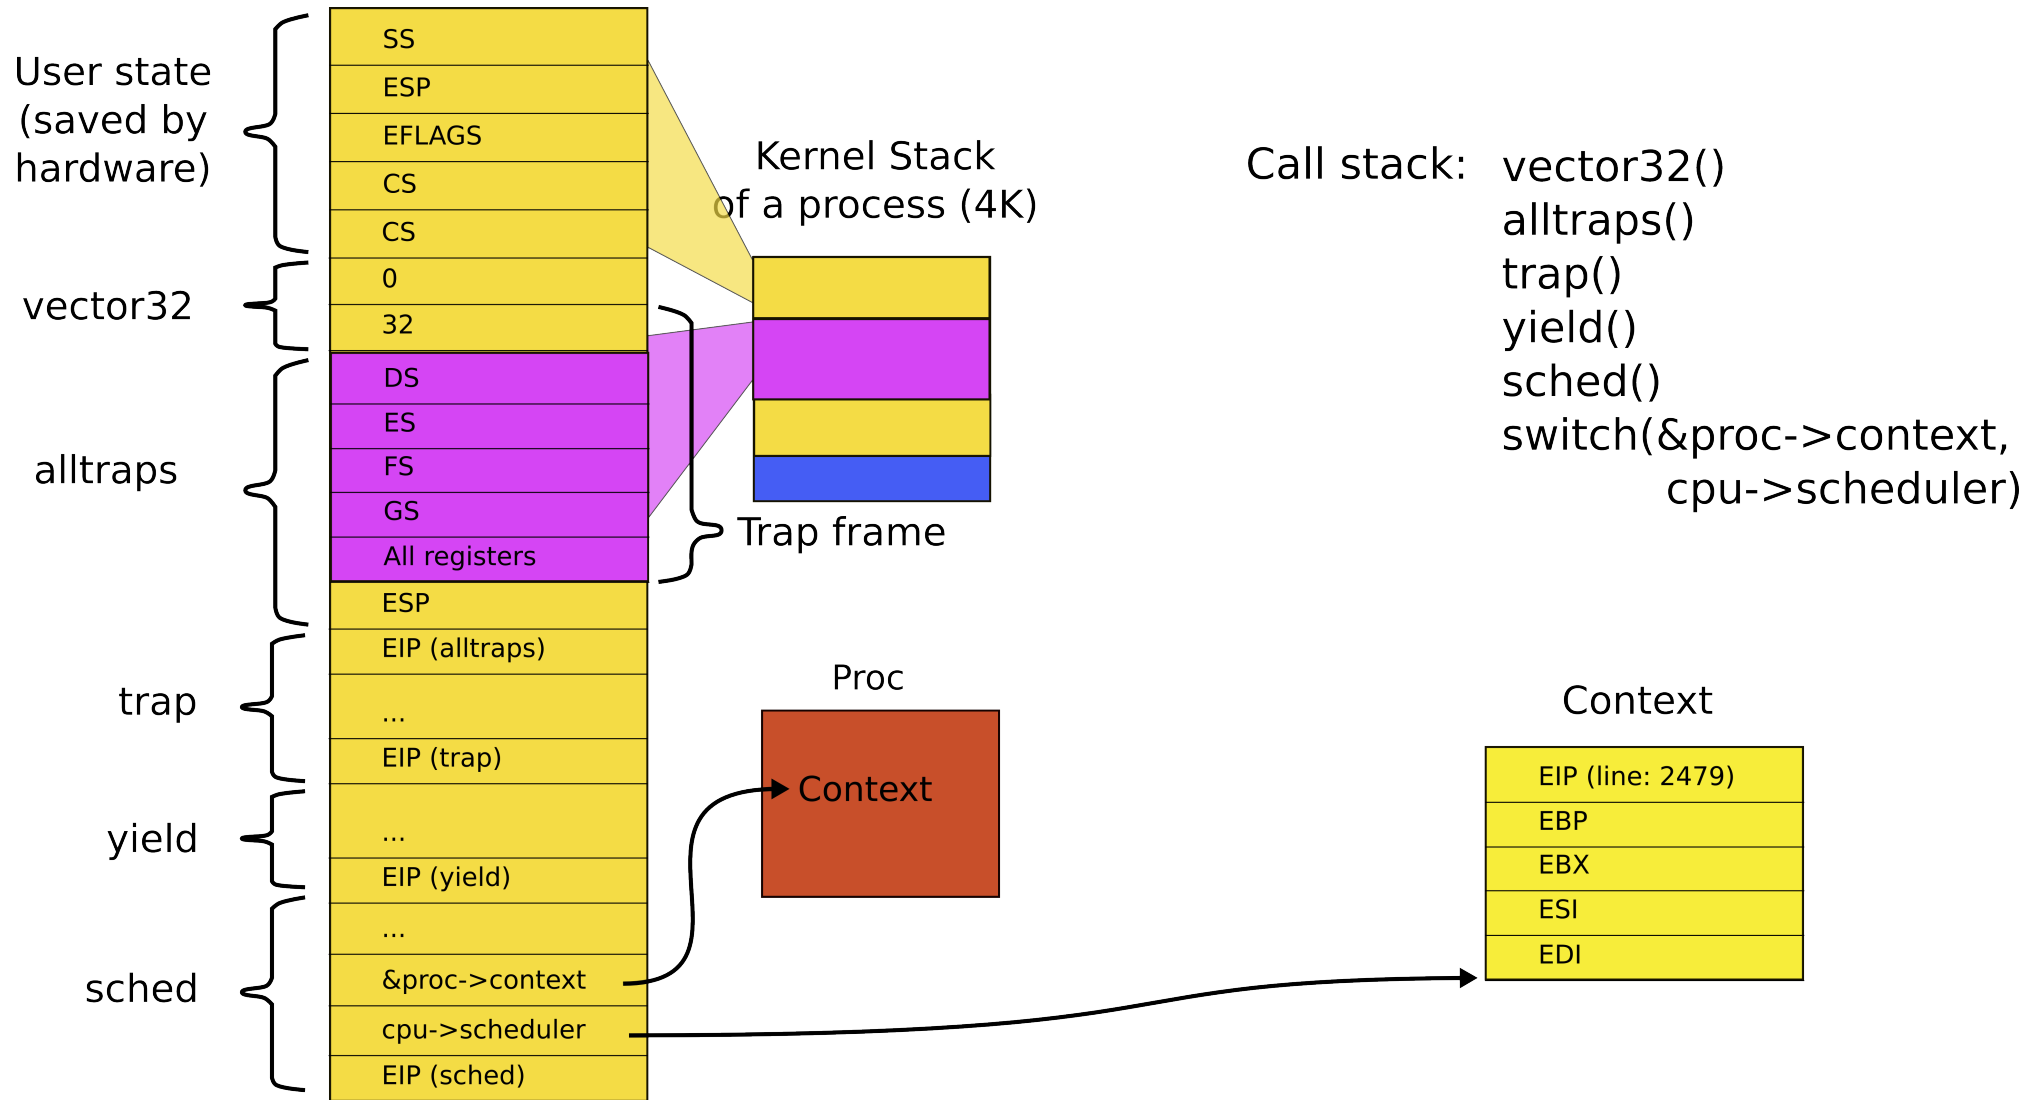 User state
(saved by
hardware)
vector32
alltraps
trap
yield
sched
SS
ESP
EFLAGS
CS
CS
0
32
DS
ES
FS
GS
All registers
ESP
EIP (alltraps)
...
EIP (trap)
...
EIP (yield)
...
&proc->context
cpu->scheduler
EIP (sched)
Kernel Stack
of a process (4K)
Trap frame
Proc
Context
Call stack:
vector32()
alltraps()
trap()
yield()
sched()
switch(&proc->context,
cpu->scheduler)
Context
EIP (line: 2479)
EBP
EBX
ESI
EDI